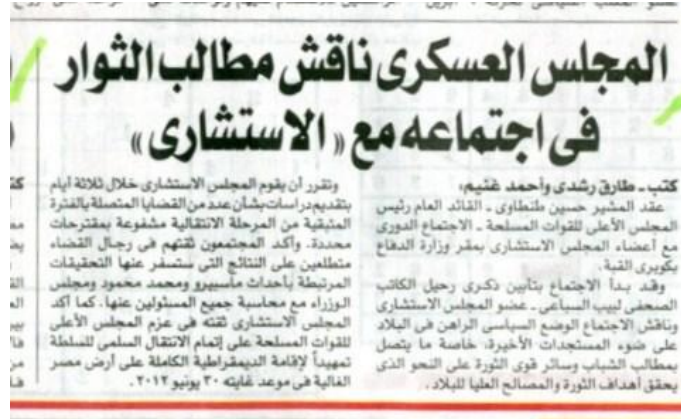 المجلس العسكرى ناقش مطالب الثوار
فى اجتماعه مع «الاستشارى»
كتب ـ طارق رشدى وأحمد غنيم:
عقد المشير حسين طنطاوى ـ القائد العام رئيس
المجلس الأعلى للقوات المسلحة ـ الاجتماع الدورى
مع أعضاء المجلس الاستشارى بمقر وزارة الدفاع
بكوبرى القبة.
وقد بدأ الاجتماع بتأبين ذكرى رحيل الكاتب
الصحفى لبيب السباعى ـ عضو المجلس الاستشارى
وناقش الاجتماع الوضع السياسى الراهن فى البلاد
على ضوء المستجدات الأخيرة، خاصة ما يتصل
بمطالب الشباب وسائر قوى الثورة على النحو الذى
يحقق أهداف الثورة والمصالح العليا للبلاد.
وتقرر أن يقوم المجلس الاستشارى خلال ثلاثة أيام
بتقديم دراسات بشأن عدد من القضايا المتصلة بالفترة
المتبقية من المرحلة الانتقالية مشفوعة بمقترحات
محددة. وأكد المجتمعون ثقتهم فى رجال القضاء
متطلعين على النتائج التى ستسفر عنها التحقيقات
المرتبطة بأحداث ماسبيرو ومحمد محمود ومجلس
الوزراء مع محاسبة جميع المسئولين عنها. كما أكد
المجلس الاستشارى ثقته فى عزم المجلس الأعلى
للقوات المسلحة على إتمام الانتقال السلمى للسلطة
تمهيداً لإقامة الديمقراطية الكاملة على أرض مصر
الغالية فى موعد غايته ٣٠ يونيو ٢٠١٢.